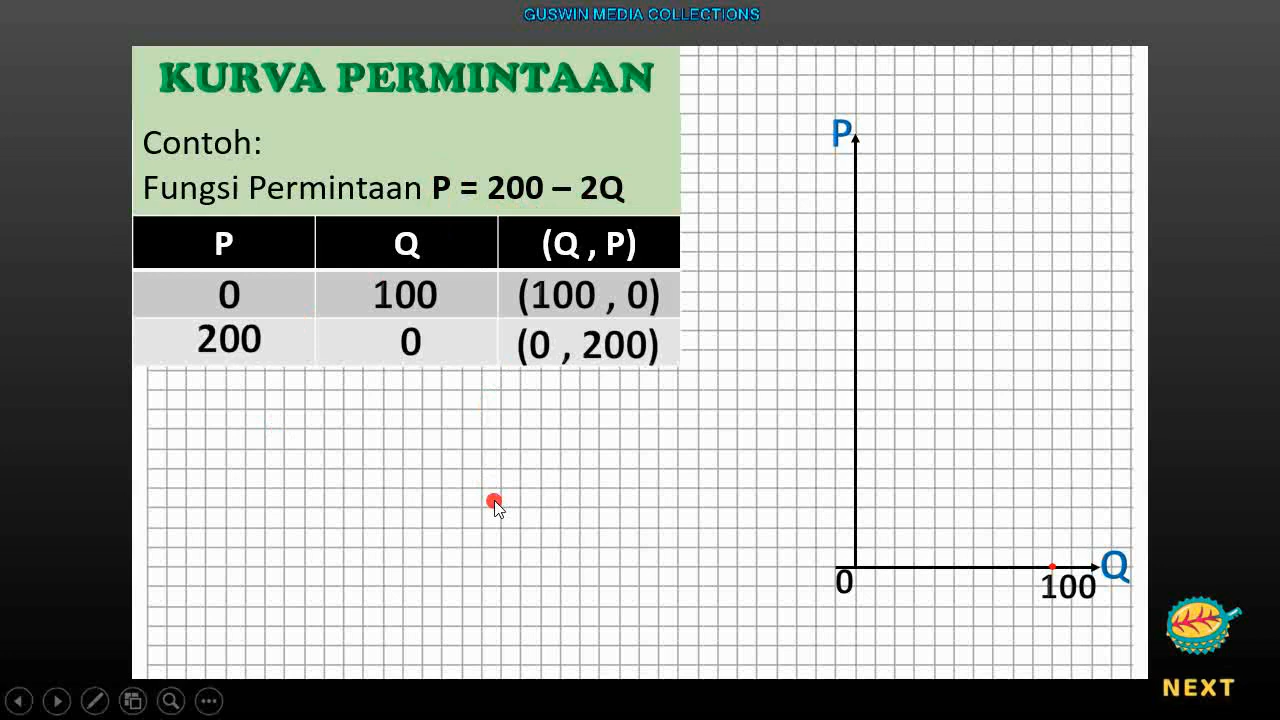 GUSWIN MEDIA COLLECTIONS
KURVA PERMINTAAN
Contoh:
Fungsi Permintaan P = 200 – 2Q
P Q (Q , P)
0 100 (100 , 0)
200 0 (0 , 200)
P
Q
0 100
NEXT